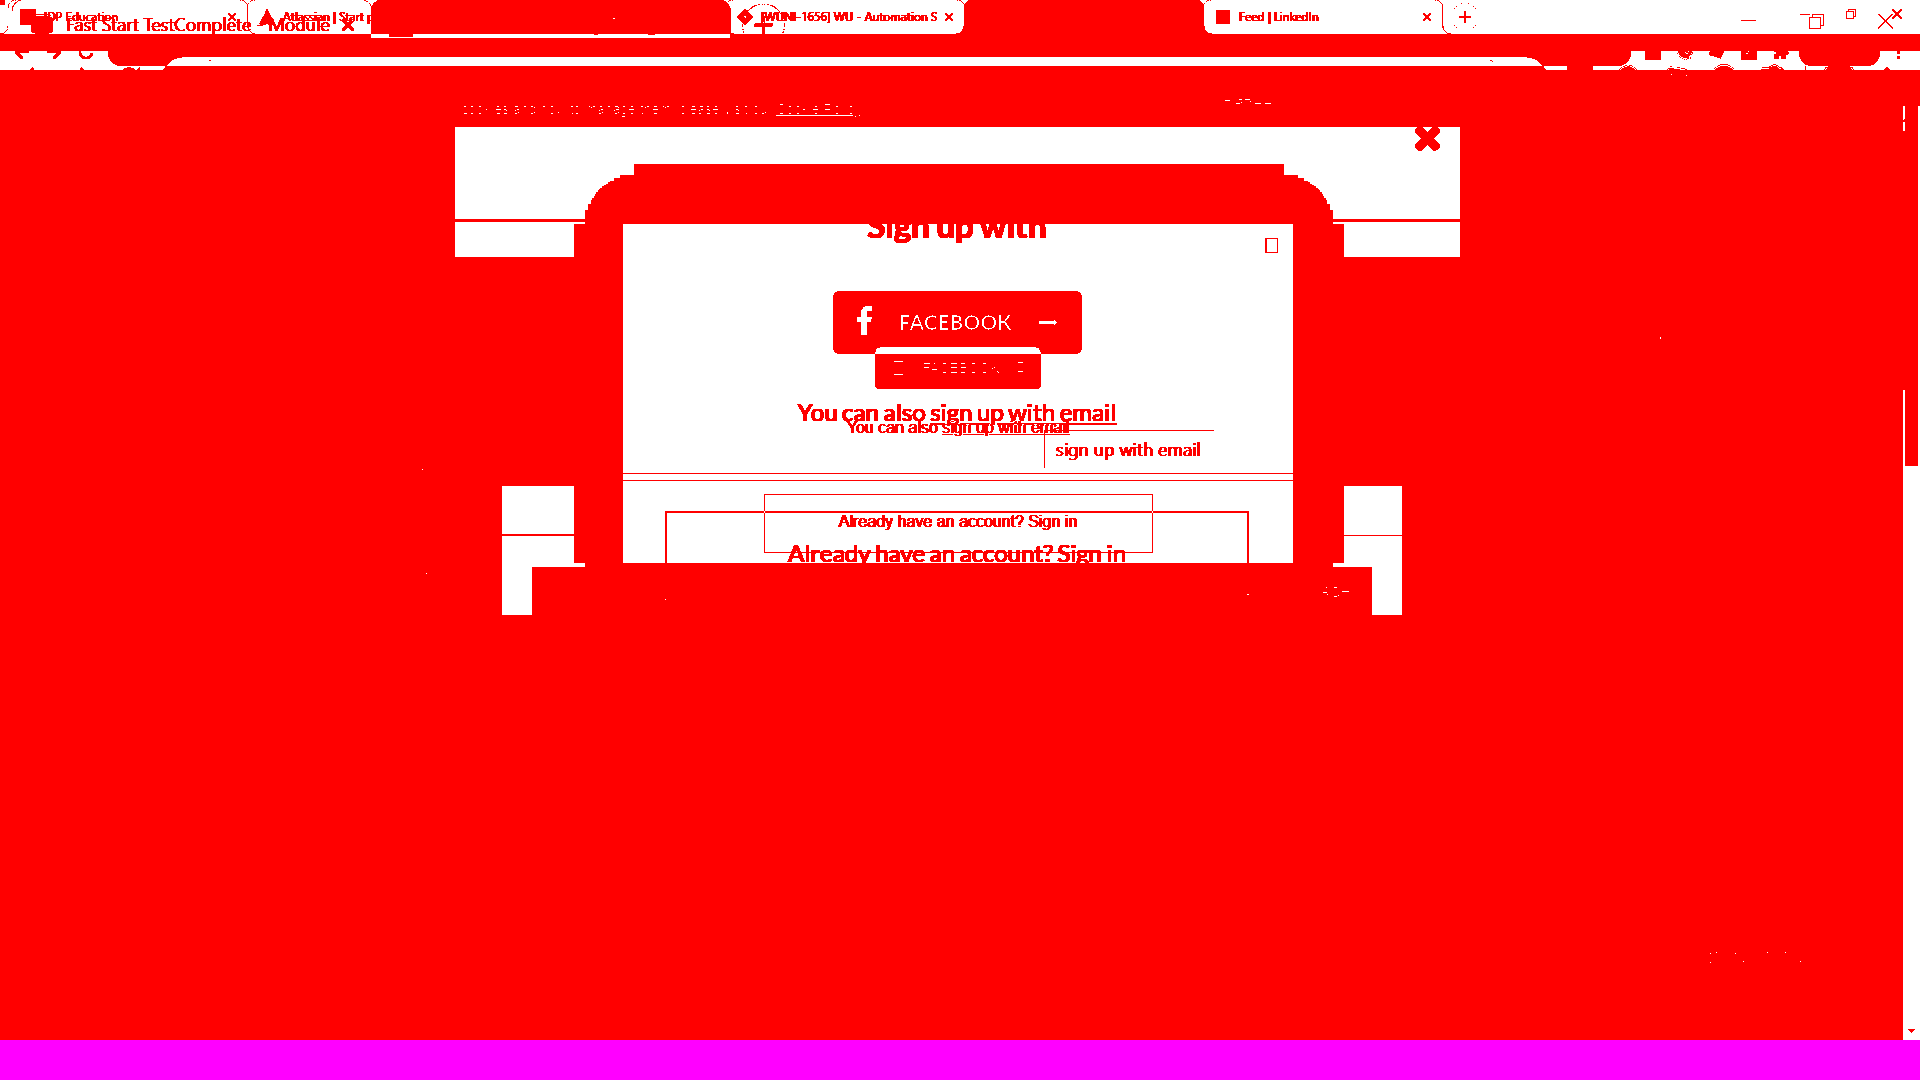 IDP Education
Atlassian | Start p
[WUNI-1656] WU - Automation S
Feed | LinkedIn
Fast Start TestComplete
Module
Cookie Policy
Sign up with
FACEBOOK
FACEBOOK
You can also sign up with email
You can also sign up with email
sign up with email
Already have an account? Sign in
Already have an account? Sign in